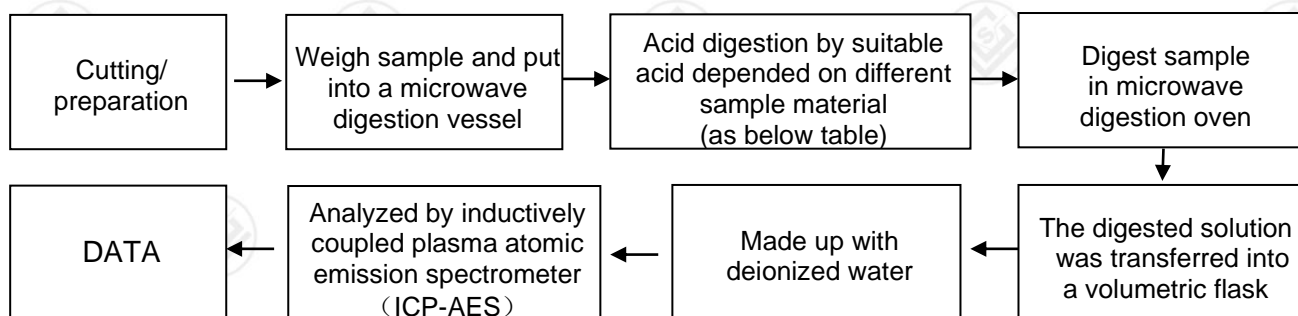 Cutting/
preparation
Weigh sample and put
into a microwave
digestion vessel
Acid digestion by suitable
acid depended on different
sample material
(as below table)
Digest sample
in microwave
digestion oven
The digested solution
was transferred into
a volumetric flask
Made up with
deionized water
Analyzed by inductively
coupled plasma atomic
emission spectrometer
（ICP-AES）
DATA